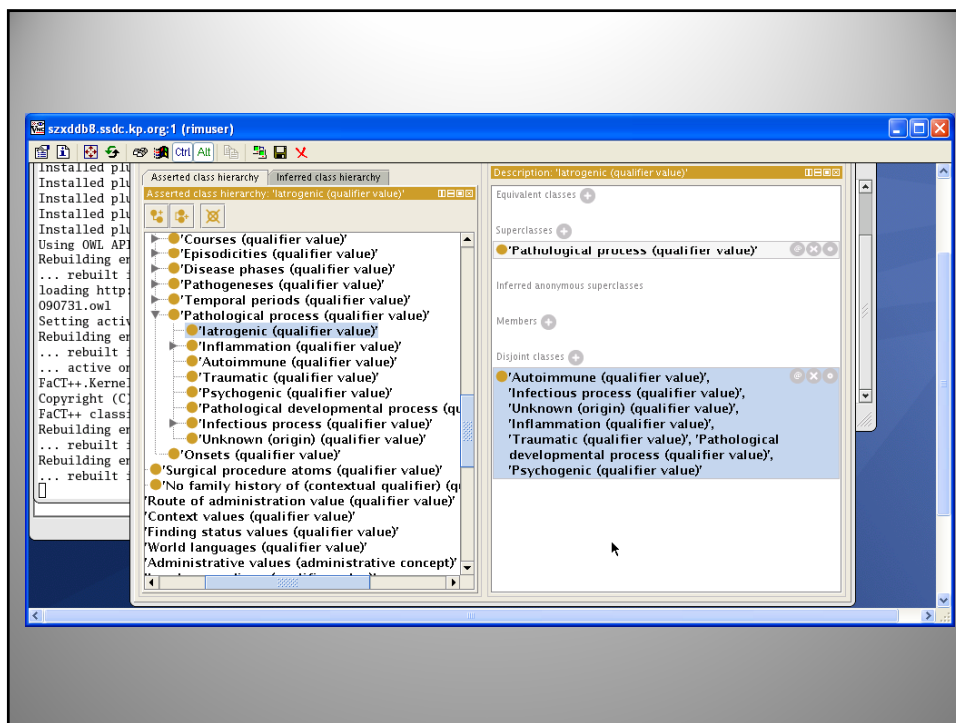 szxddb8.ssdc.kp.org:1 (rimuser)
Ctrl Alt
Installed plu
Installed plu
Installed plu
Installed plu
Installed plu
Using OWL API
Rebuilding en
... rebuilt i
loading http:
090731.owl
Setting activ
Rebuilding en
... rebuilt i
... active on
FaCT++.Kernel
Copyright (C)
FaCT++ classi
Rebuilding en
... rebuilt i
Rebuilding en
... rebuilt i
Asserted class hierarchy Inferred class hierarchy
Asserted class hierarchy: 'Iatrogenic (qualifier value)'
'Courses (qualifier value)'
'Episodicities (qualifier value)'
'Disease phases (qualifier value)'
'Pathogeneses (qualifier value)'
'Temporal periods (qualifier value)'
'Pathological process (qualifier value)'
'Iatrogenic (qualifier value)'
'Inflammation (qualifier value)'
'Autoimmune (qualifier value)'
'Traumatic (qualifier value)'
'Psychogenic (qualifier value)'
'Pathological developmental process (qu
'Infectious process (qualifier value)'
'Unknown (origin) (qualifier value)'
'Onsets (qualifier value)'
'Surgical procedure atoms (qualifier value)'
'No family history of (contextual qualifier) (qu
'Route of administration value (qualifier value)'
'Context values (qualifier value)'
'Finding status values (qualifier value)'
'World languages (qualifier value)'
'Administrative values (administrative concept)'
Description: 'Iatrogenic (qualifier value)'
Equivalent classes
Superclasses
'Pathological process (qualifier value)'
Inferred anonymous superclasses
Members
Disjoint classes
'Autoimmune (qualifier value)',
'Infectious process (qualifier value)',
'Unknown (origin) (qualifier value)',
'Inflammation (qualifier value)',
'Traumatic (qualifier value)', 'Pathological
developmental process (qualifier value)',
'Psychogenic (qualifier value)'